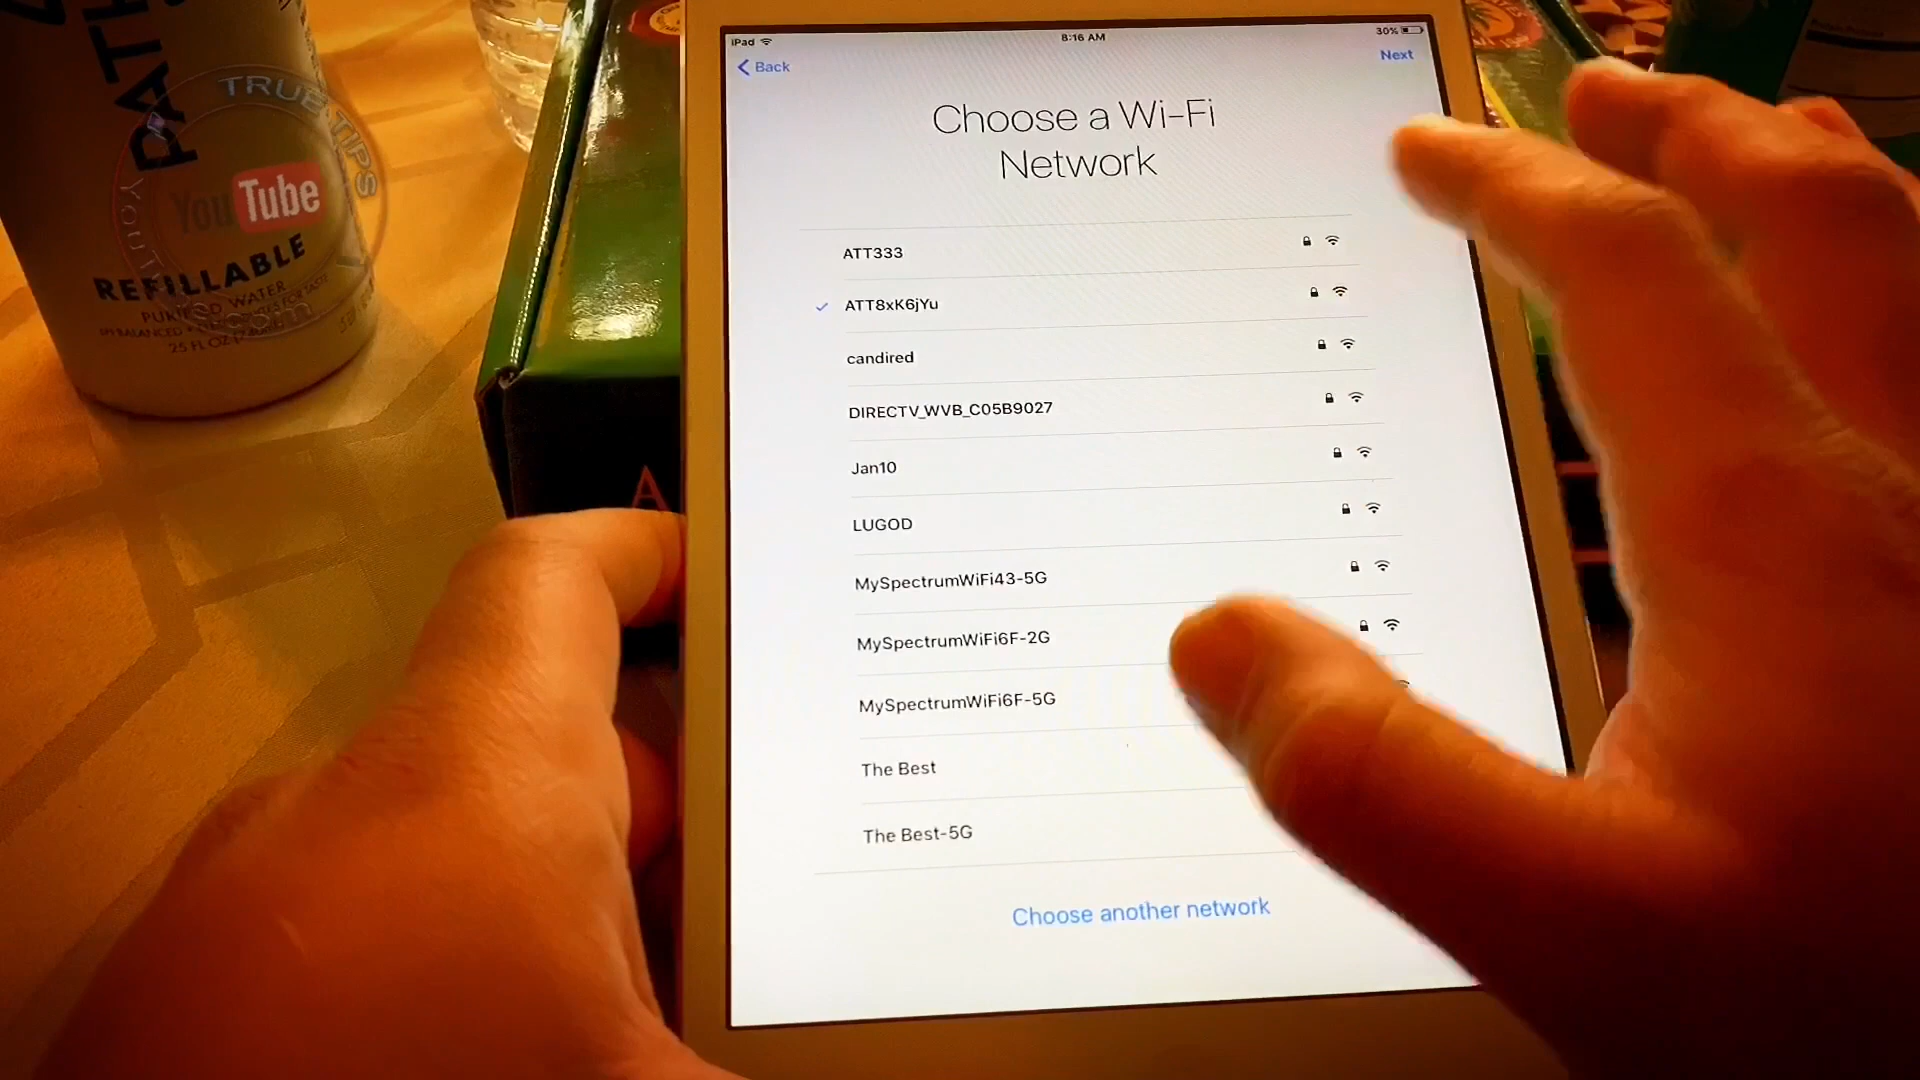 PATH
TRUE TIPS
YouTube
REFILLABLE
PURIFIED WATER
25 FL OZ
A
iPad
8:16 AM
30%
Back
Next
Choose a Wi-Fi
Network
ATT333
ATT8xK6jYu
candired
DIRECTV_WVB_C05B9027
Jan10
LUGOD
MySpectrumWiFi43-5G
MySpectrumWiFi6F-2G
MySpectrumWiFi6F-5G
The Best
The Best-5G
Choose another network